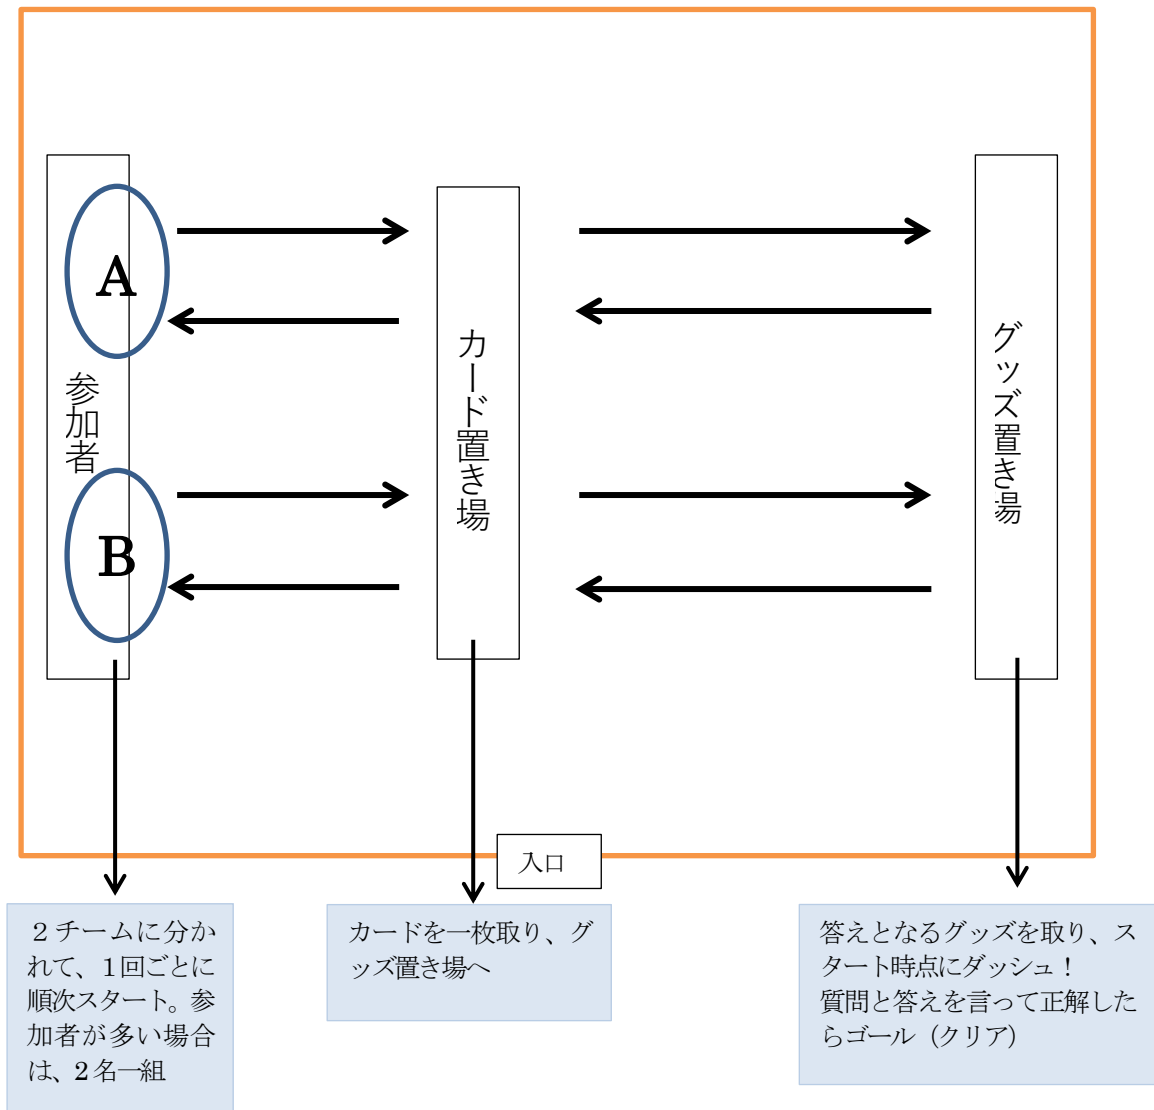 A
参加者
B
カード置き場
グッズ置き場
入口
２チームに分か
れて、１回ごとに
順次スタート。参
加者が多い場合
は、２名一組
カードを一枚取り、グ
ッズ置き場へ
答えとなるグッズを取り、ス
タート時点にダッシュ！
質問と答えを言って正解した
らゴール（クリア）